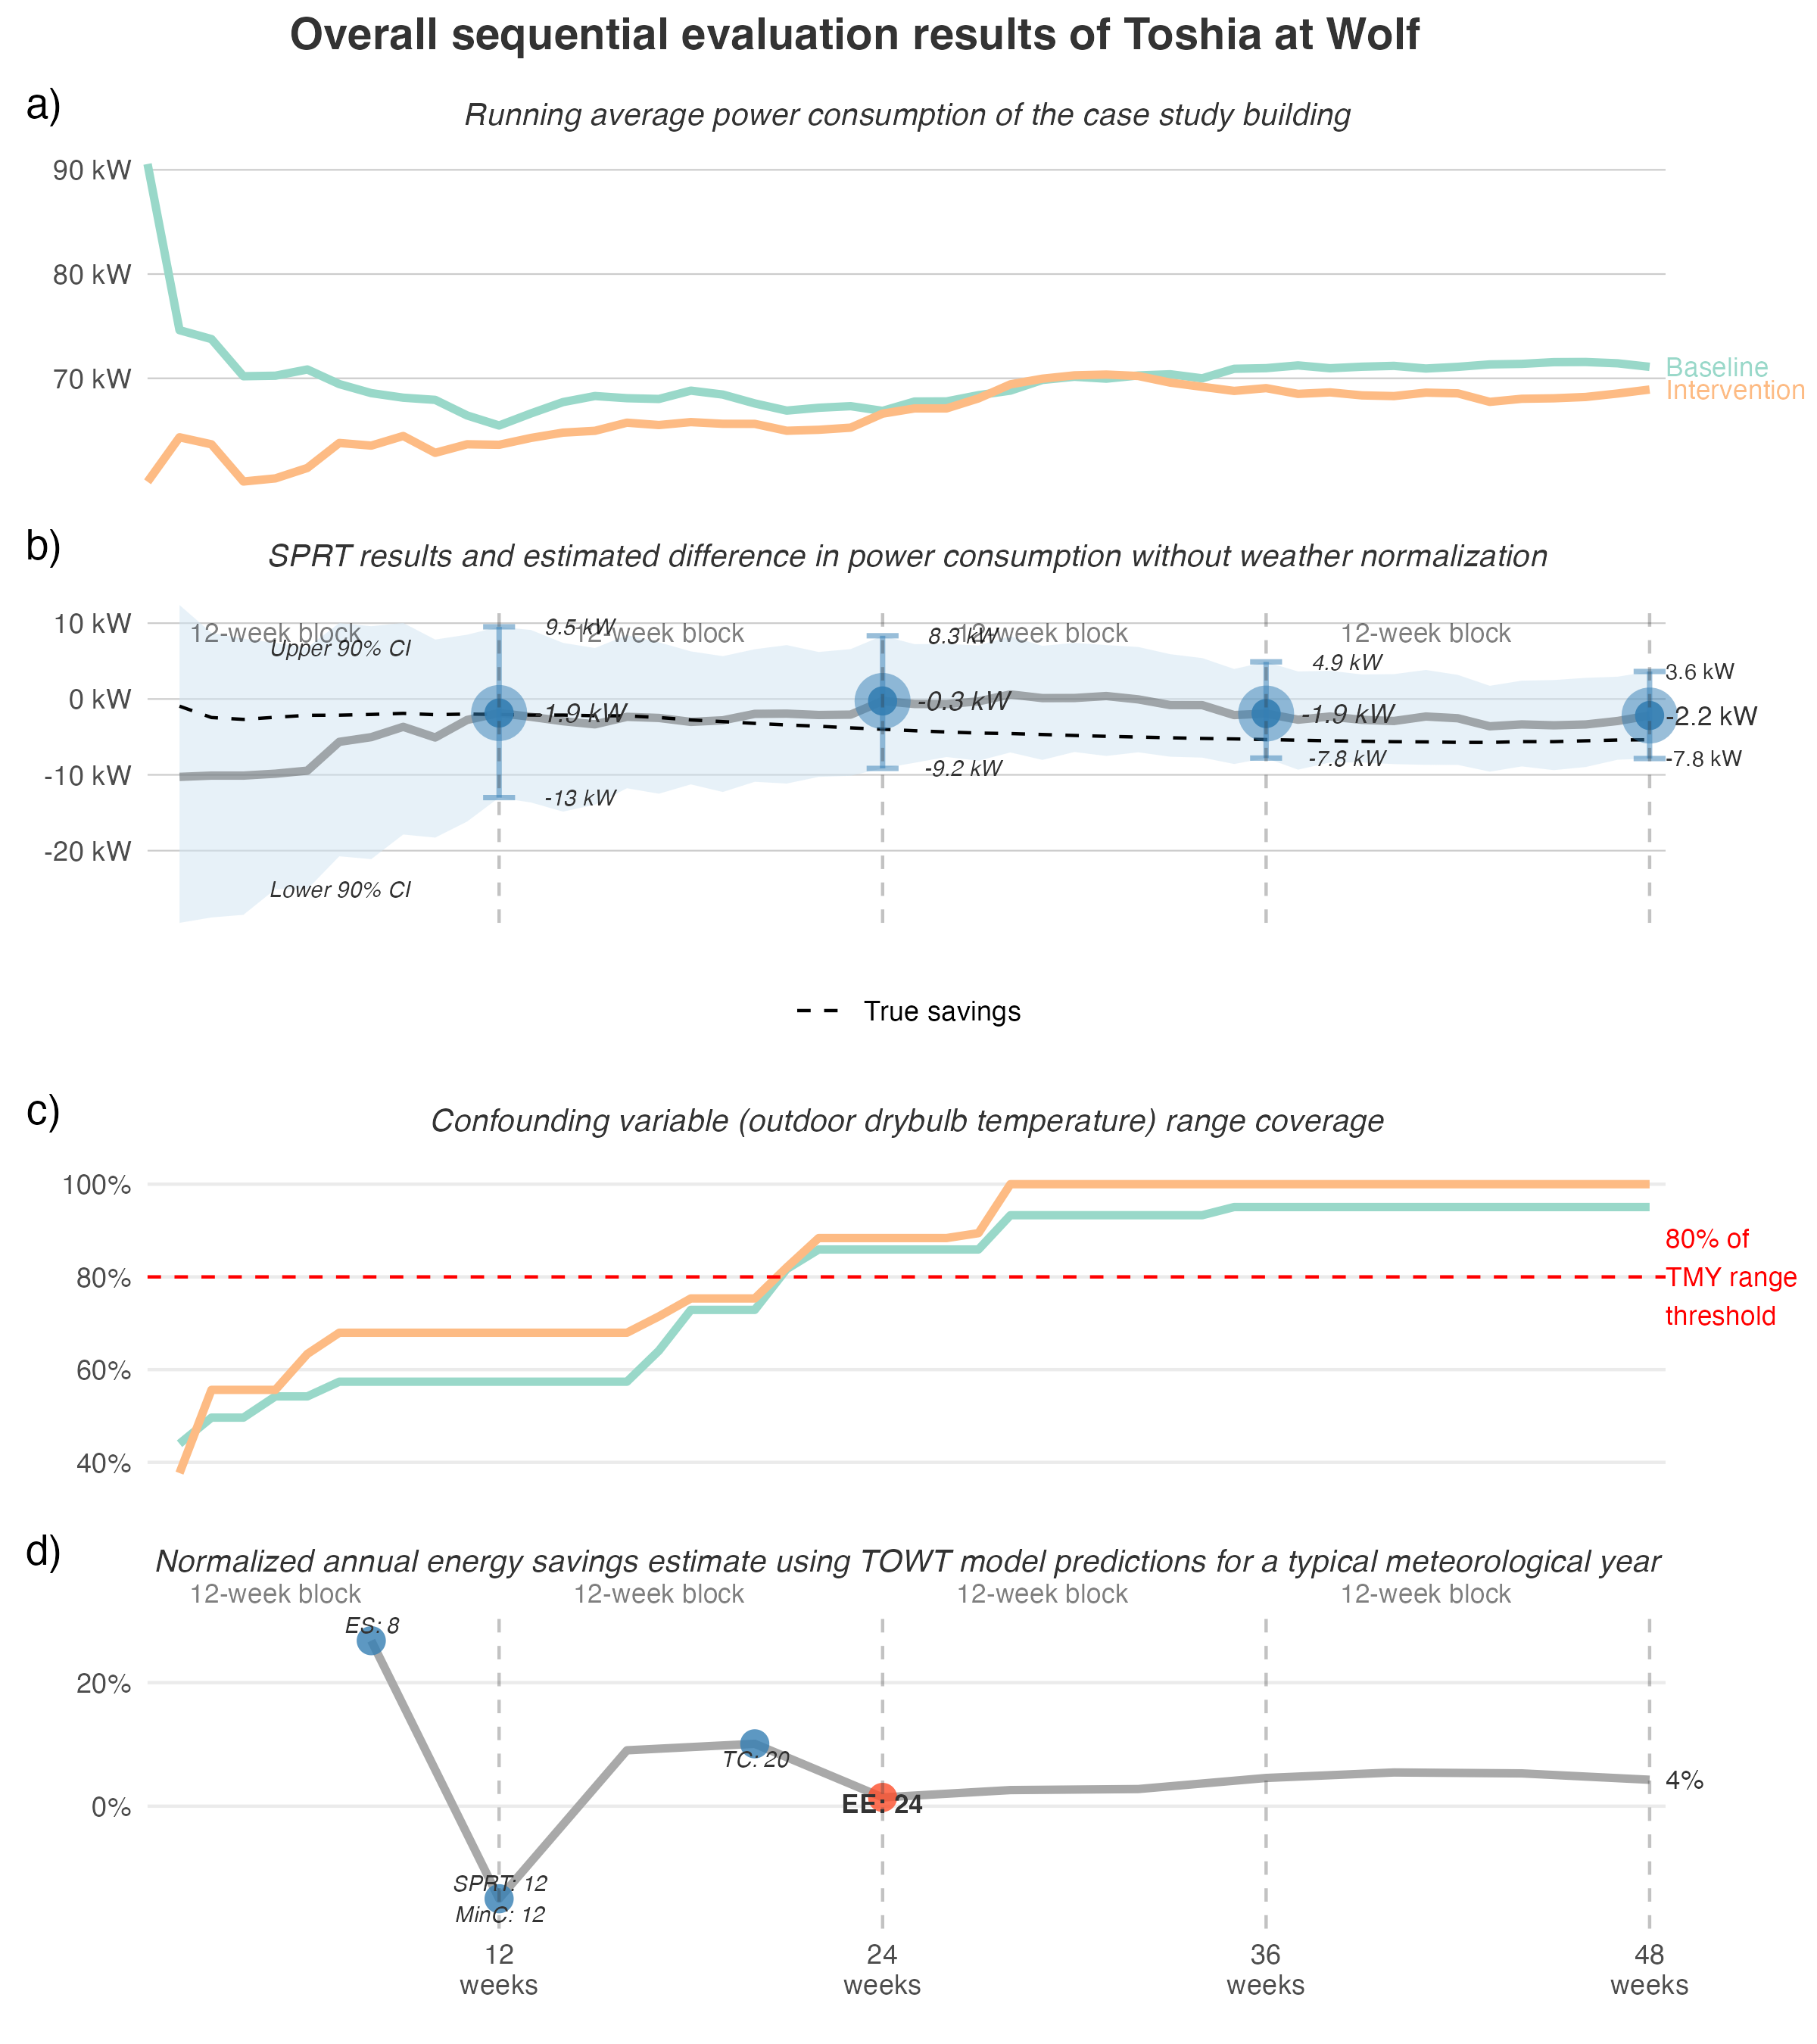 Overall sequential evaluation results of Toshia at Wolf
a)
Running average power consumption of the case study building
90 kW
80 kW
70 kW
Baseline
Intervention
b)
SPRT results and estimated difference in power consumption without weather normalization
10 kW
0 kW
-10 kW
-20 kW
12-week block
12-week block
12-week block
12-week block
Upper 90% CI
Lower 90% CI
9.5 kW
-1.9 kW
-13 kW
8.3 kW
-0.3 kW
-9.2 kW
4.9 kW
-1.9 kW
-7.8 kW
3.6 kW
-2.2 kW
-7.8 kW
True savings
c)
Confounding variable (outdoor drybulb temperature) range coverage
100%
80%
60%
40%
80% of
TMY range
threshold
d)
Normalized annual energy savings estimate using TOWT model predictions for a typical meteorological year
12-week block
12-week block
12-week block
12-week block
20%
0%
ES: 8
SPRT: 12
MinC: 12
TC: 20
EE: 24
4%
12
weeks
24
weeks
36
weeks
48
weeks